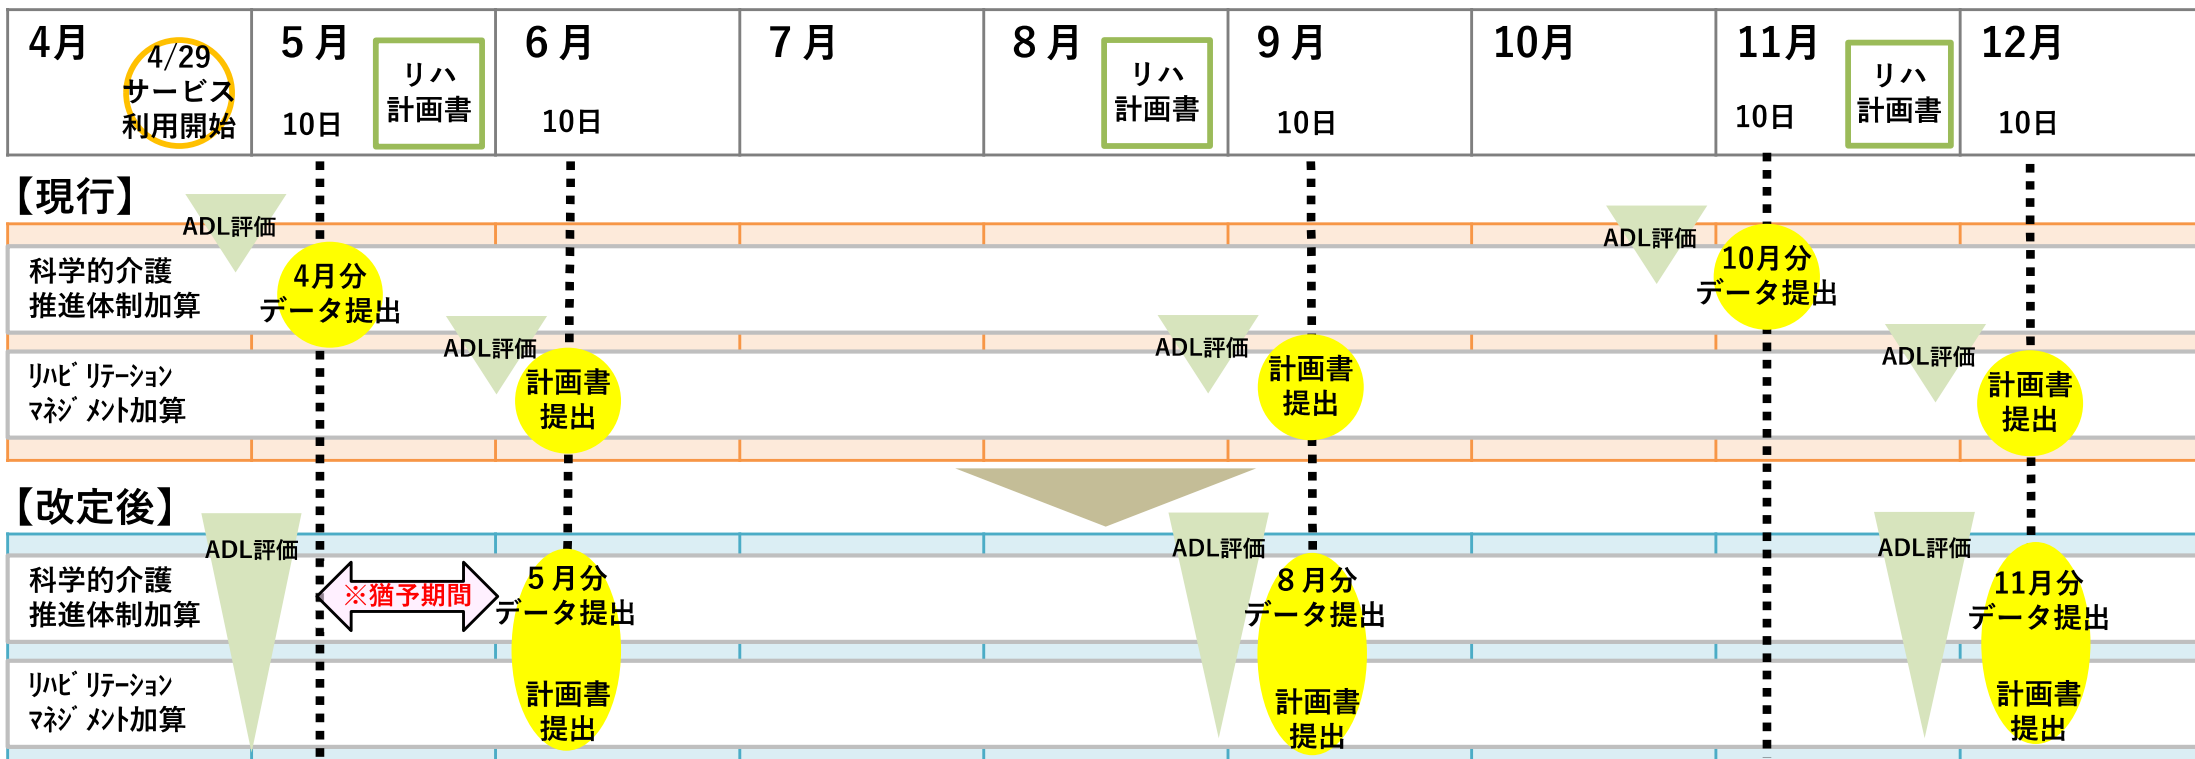 4月
4/29
サービス
利用開始
5月
10日
リハ
計画書
6月
10日
7月
8月
リハ
計画書
9月
10日
10月
11月
10日
リハ
計画書
12月
10日
【現行】
ADL評価
ADL評価
科学的介護
推進体制加算
4月分
データ提出
10月分
データ提出
ADL評価
ADL評価
ADL評価
リハビリテーション
マネジメント加算
計画書
提出
計画書
提出
計画書
提出
【改定後】
ADL評価
ADL評価
ADL評価
科学的介護
推進体制加算
※猶予期間
5月分
データ提出
8月分
データ提出
11月分
データ提出
リハビリテーション
マネジメント加算
計画書
提出
計画書
提出
計画書
提出